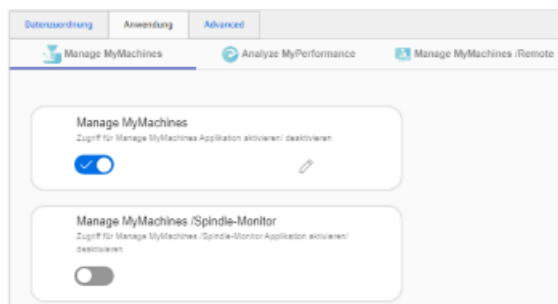 Datenzuordnung Anwendung Advanced
Manage MyMachines Analyze MyPerformance Manage MyMachines /Remote
Manage MyMachines
Zugriff für Manage MyMachines Applikation aktivieren/ deaktivieren
Manage MyMachines /Spindle-Monitor
Zugriff für Manage MyMachines /Spindle-Monitor Applikation aktivieren/
deaktivieren